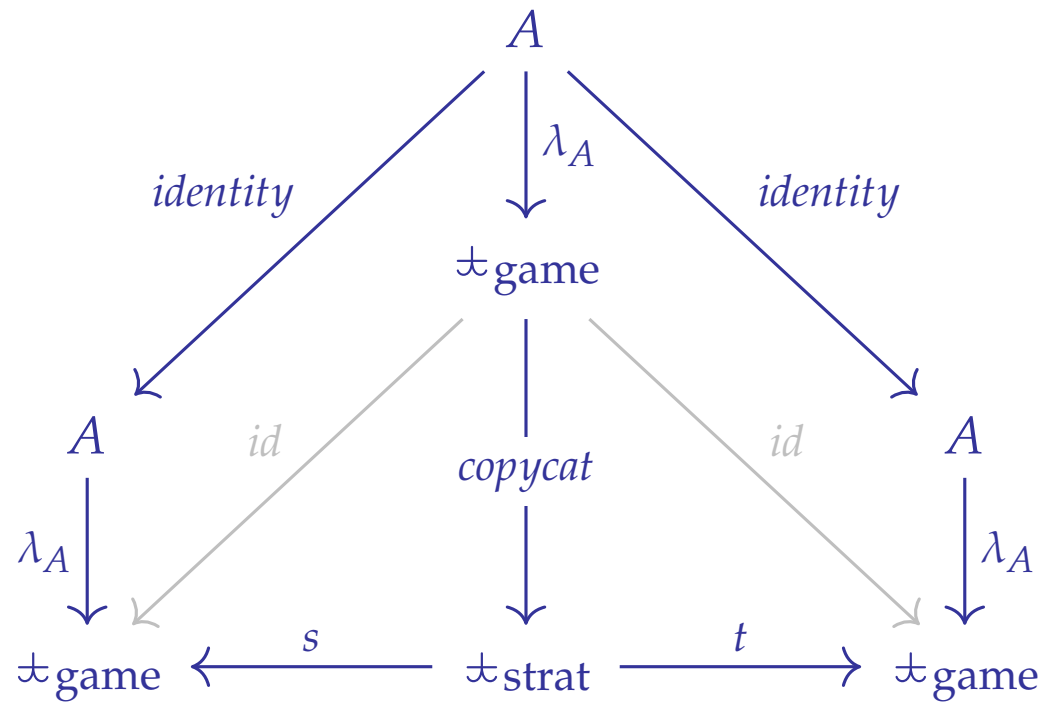 A
λ_A
identity identity
game
A id id A
copycat
λ_A λ_A
s t
game strat game